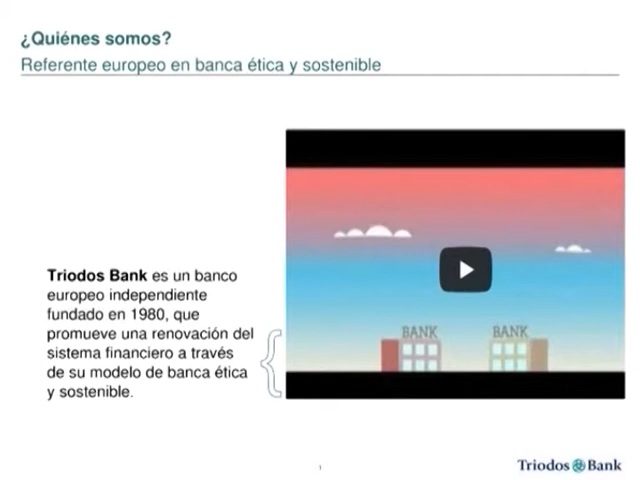 ¿Quiénes somos?
Referente europeo en banca ética y sostenible
Triodos Bank es un banco
europeo independiente
fundado en 1980, que
promueve una renovación del
sistema financiero a través
de su modelo de banca ética
y sostenible.
BANK BANK
1
Triodos Bank